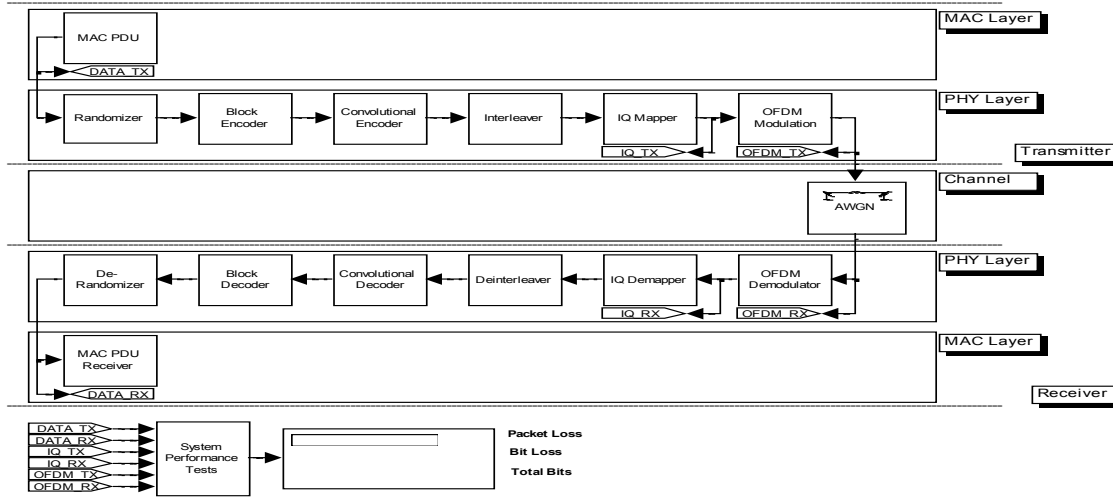 MAC Layer
MAC PDU
DATA_TX
PHY Layer
Randomizer
Block
Encoder
Convolutional
Encoder
Interleaver
IQ Mapper
OFDM
Modulation
IQ_TX
OFDM_TX
Transmitter
Channel
AWGN
PHY Layer
De-
Randomizer
Block
Decoder
Convolutional
Decoder
Deinterleaver
IQ Demapper
OFDM
Demodulator
IQ_RX
OFDM_RX
MAC Layer
MAC PDU
Receiver
DATA_RX
Receiver
DATA_TX
DATA_RX
IQ_TX
IQ_RX
OFDM_TX
OFDM_RX
System
Performance
Tests
Packet Loss
Bit Loss
Total Bits